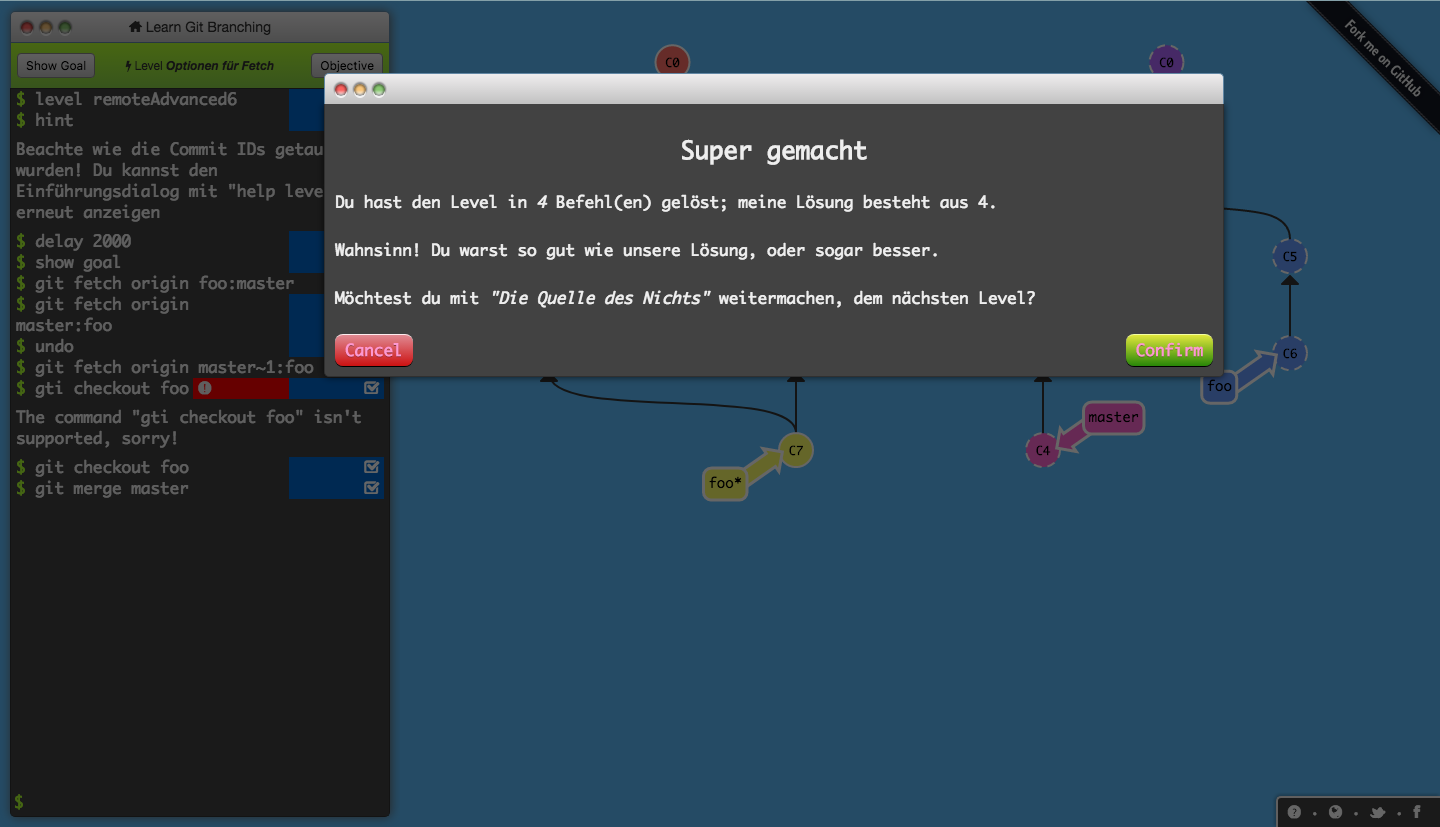 Learn Git Branching
Show Goal
Level Optionen für Fetch
Objective
$ level remoteAdvanced6
$ hint
Beachte wie die Commit IDs getau
wurden! Du kannst den
Einführungsdialog mit "help leve
erneut anzeigen
$ delay 2000
$ show goal
$ git fetch origin foo:master
$ git fetch origin
master:foo
$ undo
$ git fetch origin master~1:foo
$ gti checkout foo
The command "gti checkout foo" isn't
supported, sorry!
$ git checkout foo
$ git merge master
$
C0
C0
Fork me on GitHub
Super gemacht
Du hast den Level in 4 Befehl(en) gelöst; meine Lösung besteht aus 4.
Wahnsinn! Du warst so gut wie unsere Lösung, oder sogar besser.
Möchtest du mit "Die Quelle des Nichts" weitermachen, dem nächsten Level?
Cancel
Confirm
C5
C6
foo
master
C7
C4
foo*